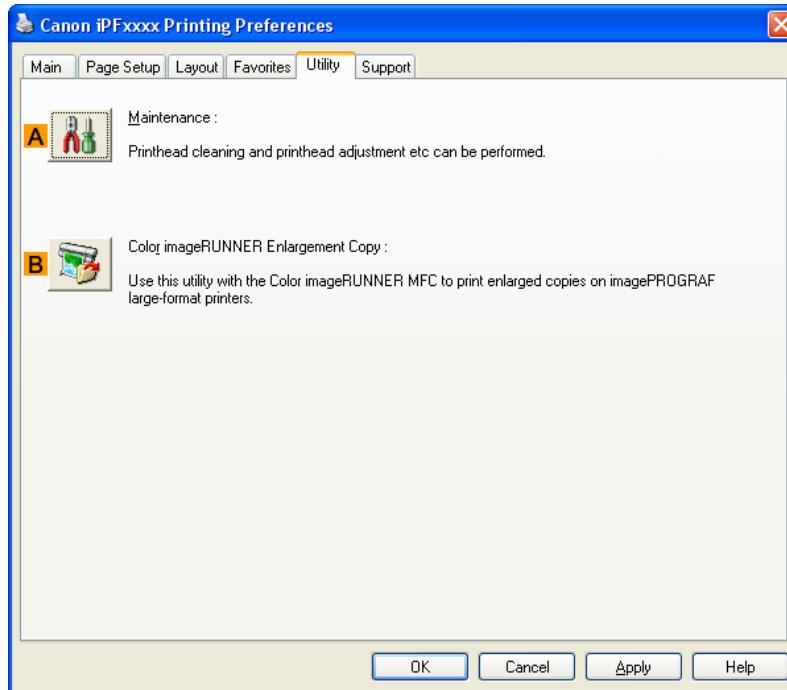 Canon iPFxxxx Printing Preferences
Main Page Setup Layout Favorites Utility Support
A
Maintenance :
Printhead cleaning and printhead adjustment etc can be performed.
B
Color imageRUNNER Enlargement Copy :
Use this utility with the Color imageRUNNER MFC to print enlarged copies on imagePROGRAF
large-format printers.
OK Cancel Apply Help